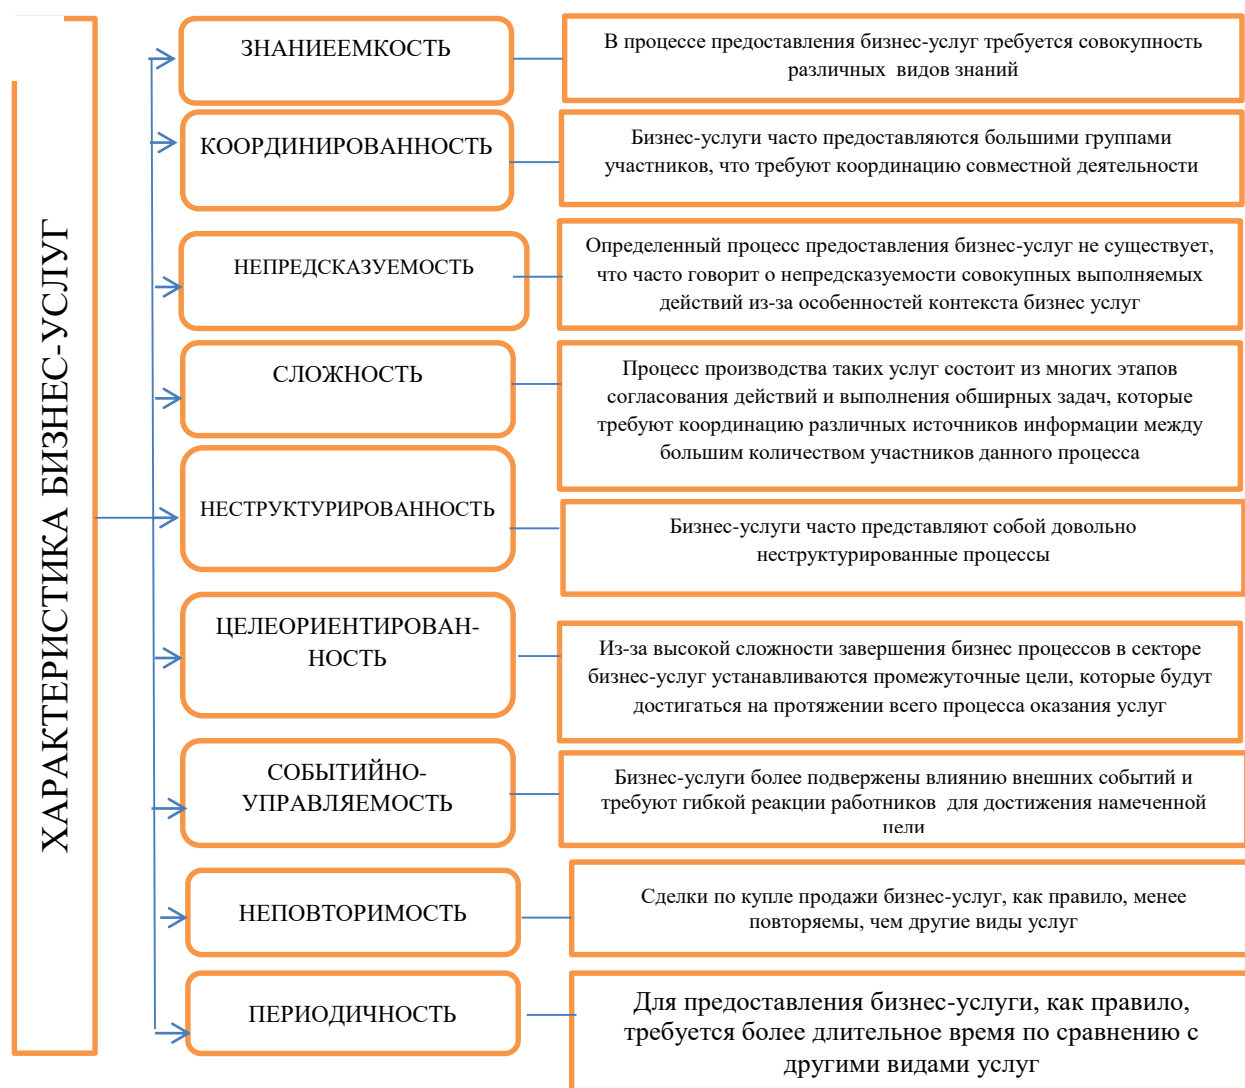 ХАРАКТЕРИСТИКА БИЗНЕС-УСЛУГ
ЗНАНИЕЕМКОСТЬ
В процессе предоставления бизнес-услуг требуется совокупность
различных видов знаний
КООРДИНИРОВАННОСТЬ
Бизнес-услуги часто предоставляются большими группами
участников, что требуют координацию совместной деятельности
НЕПРЕДСКАЗУЕМОСТЬ
Определенный процесс предоставления бизнес-услуг не существует,
что часто говорит о непредсказуемости совокупных выполняемых
действий из-за особенностей контекста бизнес услуг
СЛОЖНОСТЬ
Процесс производства таких услуг состоит из многих этапов
согласования действий и выполнения обширных задач, которые
требуют координацию различных источников информации между
большим количеством участников данного процесса
НЕСТРУКТУРИРОВАННОСТЬ
Бизнес-услуги часто представляют собой довольно
неструктурированные процессы
ЦЕЛЕОРИЕНТИРОВАН-
НОСТЬ
Из-за высокой сложности завершения бизнес процессов в секторе
бизнес-услуг устанавливаются промежуточные цели, которые будут
достигаться на протяжении всего процесса оказания услуг
СОБЫТИЙНО-
УПРАВЛЯЕМОСТЬ
Бизнес-услуги более подвержены влиянию внешних событий и
требуют гибкой реакции работников для достижения намеченной
цели
НЕПОВТОРИМОСТЬ
Сделки по купле продажи бизнес-услуг, как правило, менее
повторяемы, чем другие виды услуг
ПЕРИОДИЧНОСТЬ
Для предоставления бизнес-услуги, как правило,
требуется более длительное время по сравнению с
другими видами услуг